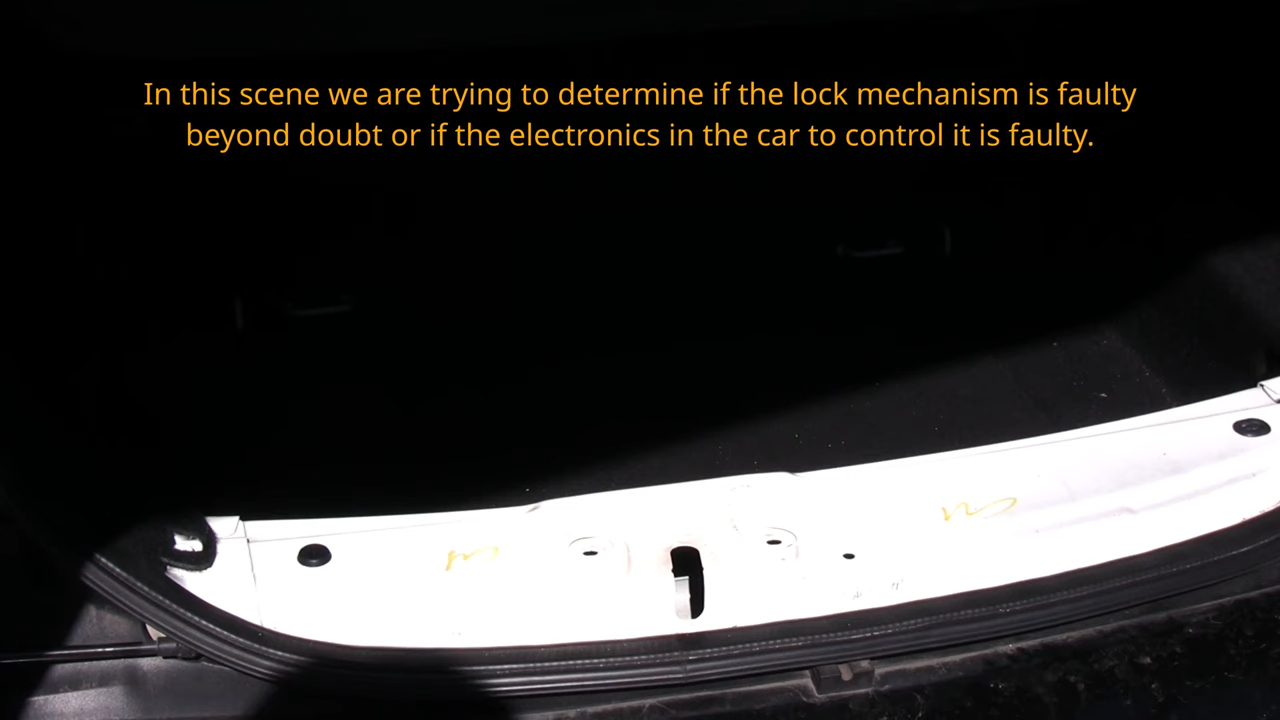 In this scene we are trying to determine if the lock mechanism is faulty
beyond doubt or if the electronics in the car to control it is faulty.